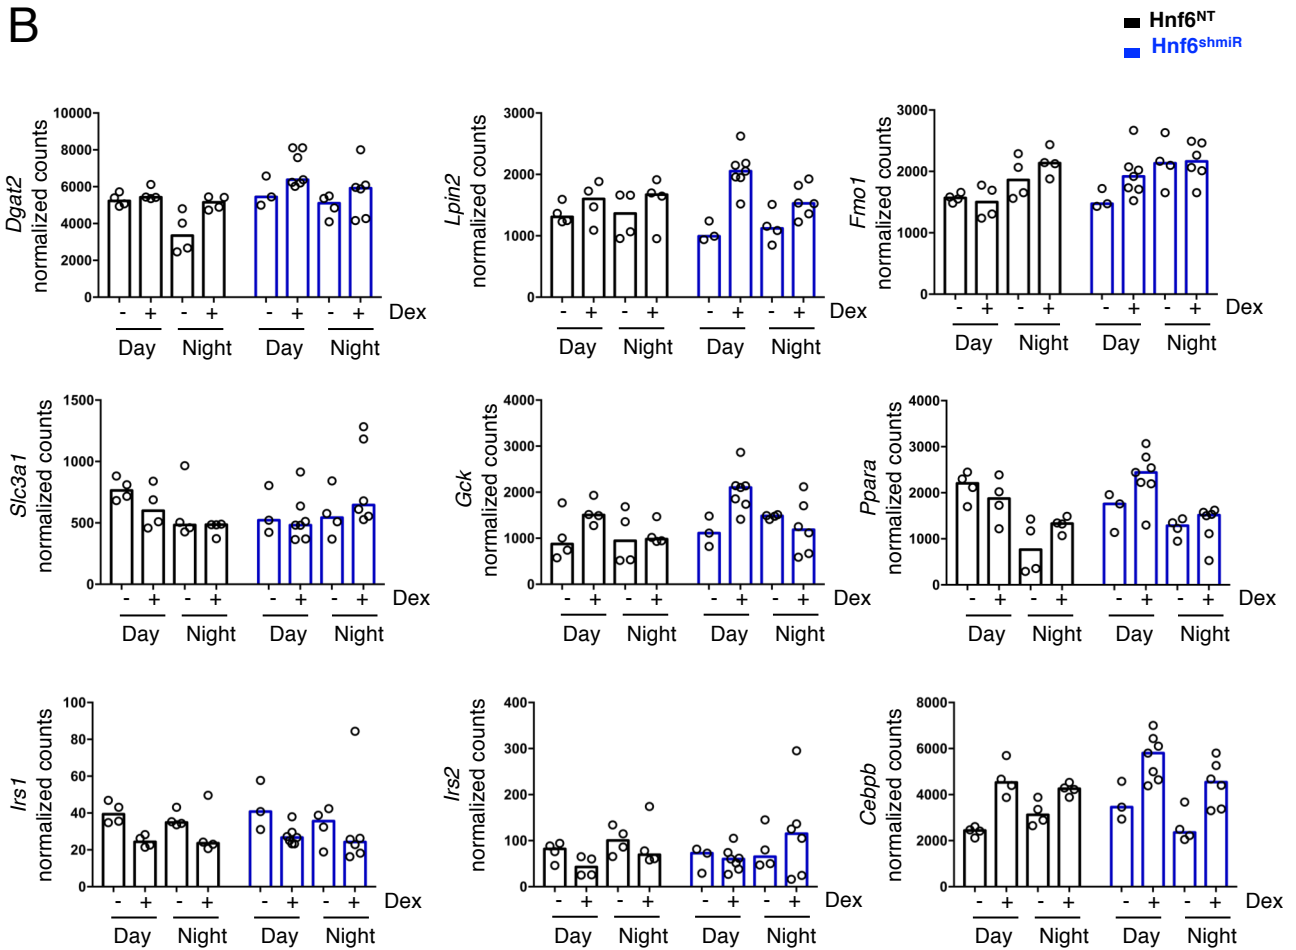 B
Hnf6NT
Hnf6shmiR
Dgat2
normalized counts
10000
8000
6000
4000
2000
0
- + - + - + - + Dex
Day Night Day Night
Lpin2
normalized counts
3000
2000
1000
0
- + - + - + - + Dex
Day Night Day Night
Fmo1
normalized counts
3000
2000
1000
0
- + - + - + - + Dex
Day Night Day Night
Slc3a1
normalized counts
1500
1000
500
0
- + - + - + - + Dex
Day Night Day Night
Gck
normalized counts
4000
3000
2000
1000
0
- + - + - + - + Dex
Day Night Day Night
Ppara
normalized counts
4000
3000
2000
1000
0
- + - + - + - + Dex
Day Night Day Night
Irs1
normalized counts
100
80
60
40
20
0
- + - + - + - + Dex
Day Night Day Night
Irs2
normalized counts
400
300
200
100
0
- + - + - + - + Dex
Day Night Day Night
Cebpb
normalized counts
8000
6000
4000
2000
0
- + - + - + - + Dex
Day Night Day Night